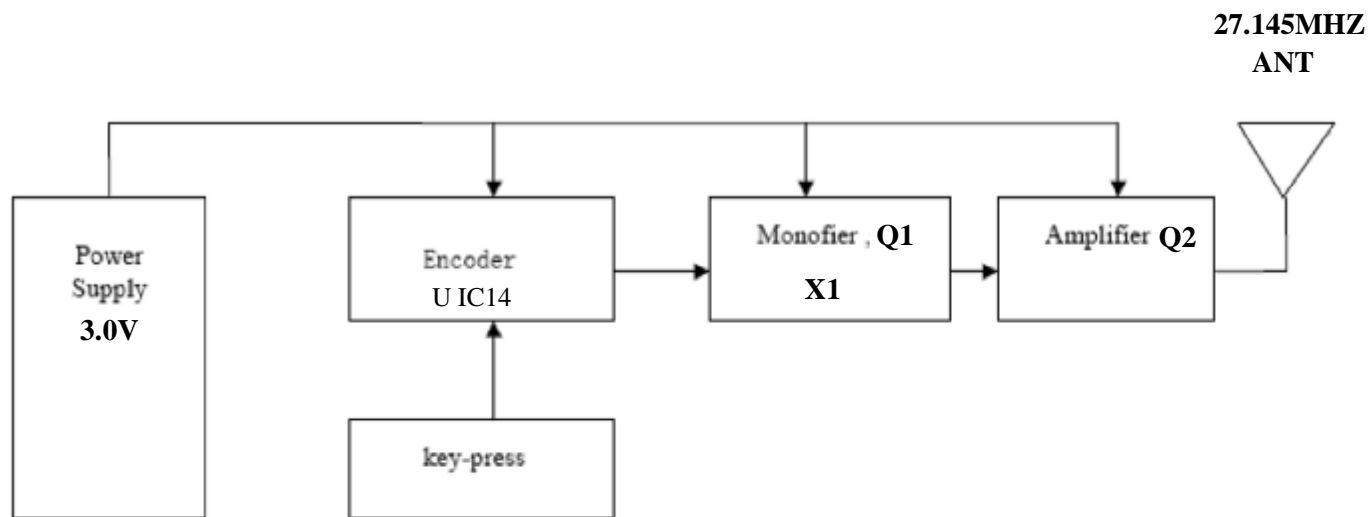 27.145MHZ
ANT
Power
Supply
3.0V
Encoder
U IC14
Monofier , Q1
X1
Amplifier Q2
key-press